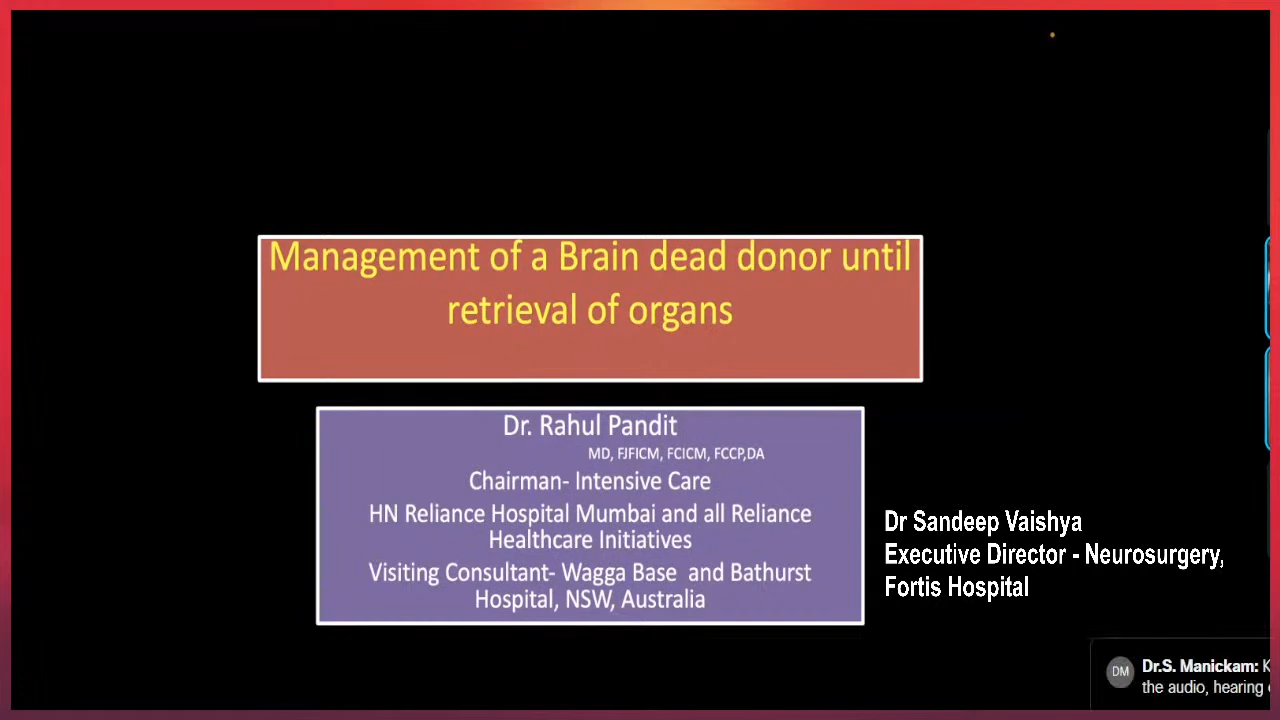 Management of a Brain dead donor until
retrieval of organs
Dr. Rahul Pandit
MD, FJFICM, FCICM, FCCP,DA
Chairman- Intensive Care
HN Reliance Hospital Mumbai and all Reliance
Healthcare Initiatives
Visiting Consultant- Wagga Base and Bathurst
Hospital, NSW, Australia
Dr Sandeep Vaishya
Executive Director - Neurosurgery,
Fortis Hospital
DM
Dr.S. Manickam:
the audio, hearing